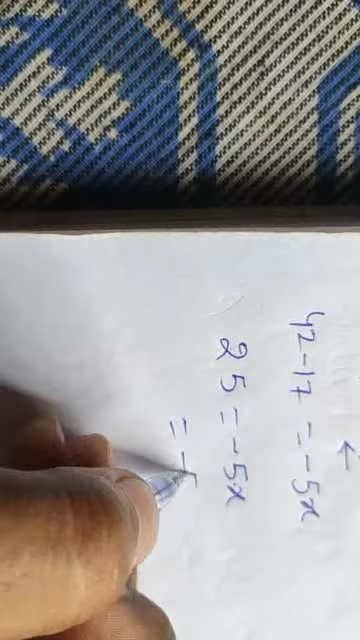 ←
42-17 = -5x
25 = -5x
= -